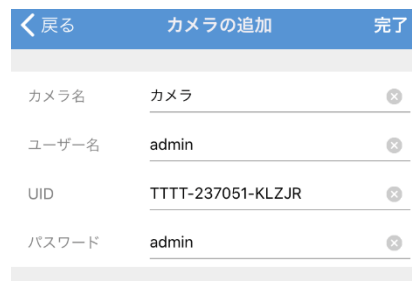 戻る カメラの追加 完了
カメラ名 カメラ
ユーザー名 admin
UID TTTT-237051-KLZJR
パスワード admin